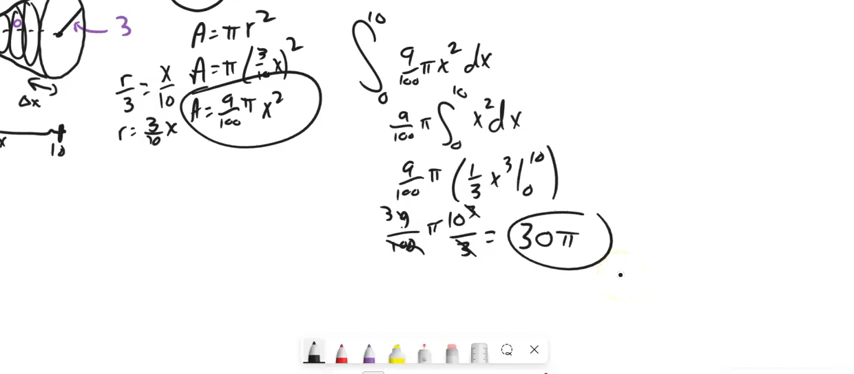 3
Δx
x
10
r/3 = x/10
r = 3/10 x
A = πr²
A = π(3/10 x)²
A = 9/100 π x²
∫₀¹⁰ 9/100 πx² dx
9/100 π ∫₀¹⁰ x² dx
9/100 π (1/3 x³ |₀¹⁰)
3 9/100 π 10³/3 = 30π